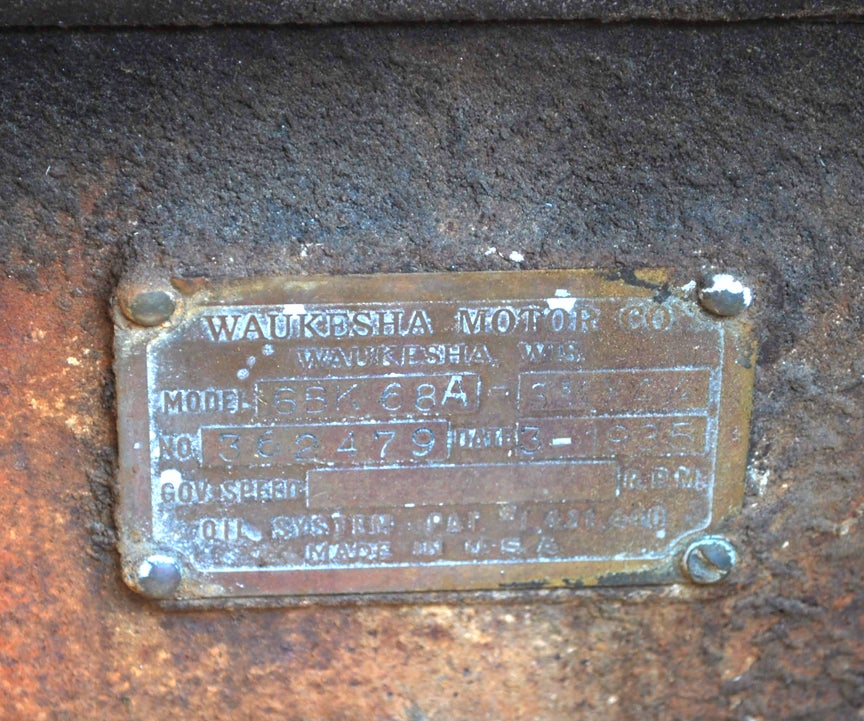 WAUKESHA MOTOR CO
WAUKESHA, WIS.
MODEL 6BK 68A -
NO. 362479 DATE 3- 935
GOV. SPEED R.P.M.
OIL SYSTEM PAT
MADE IN U.S.A.